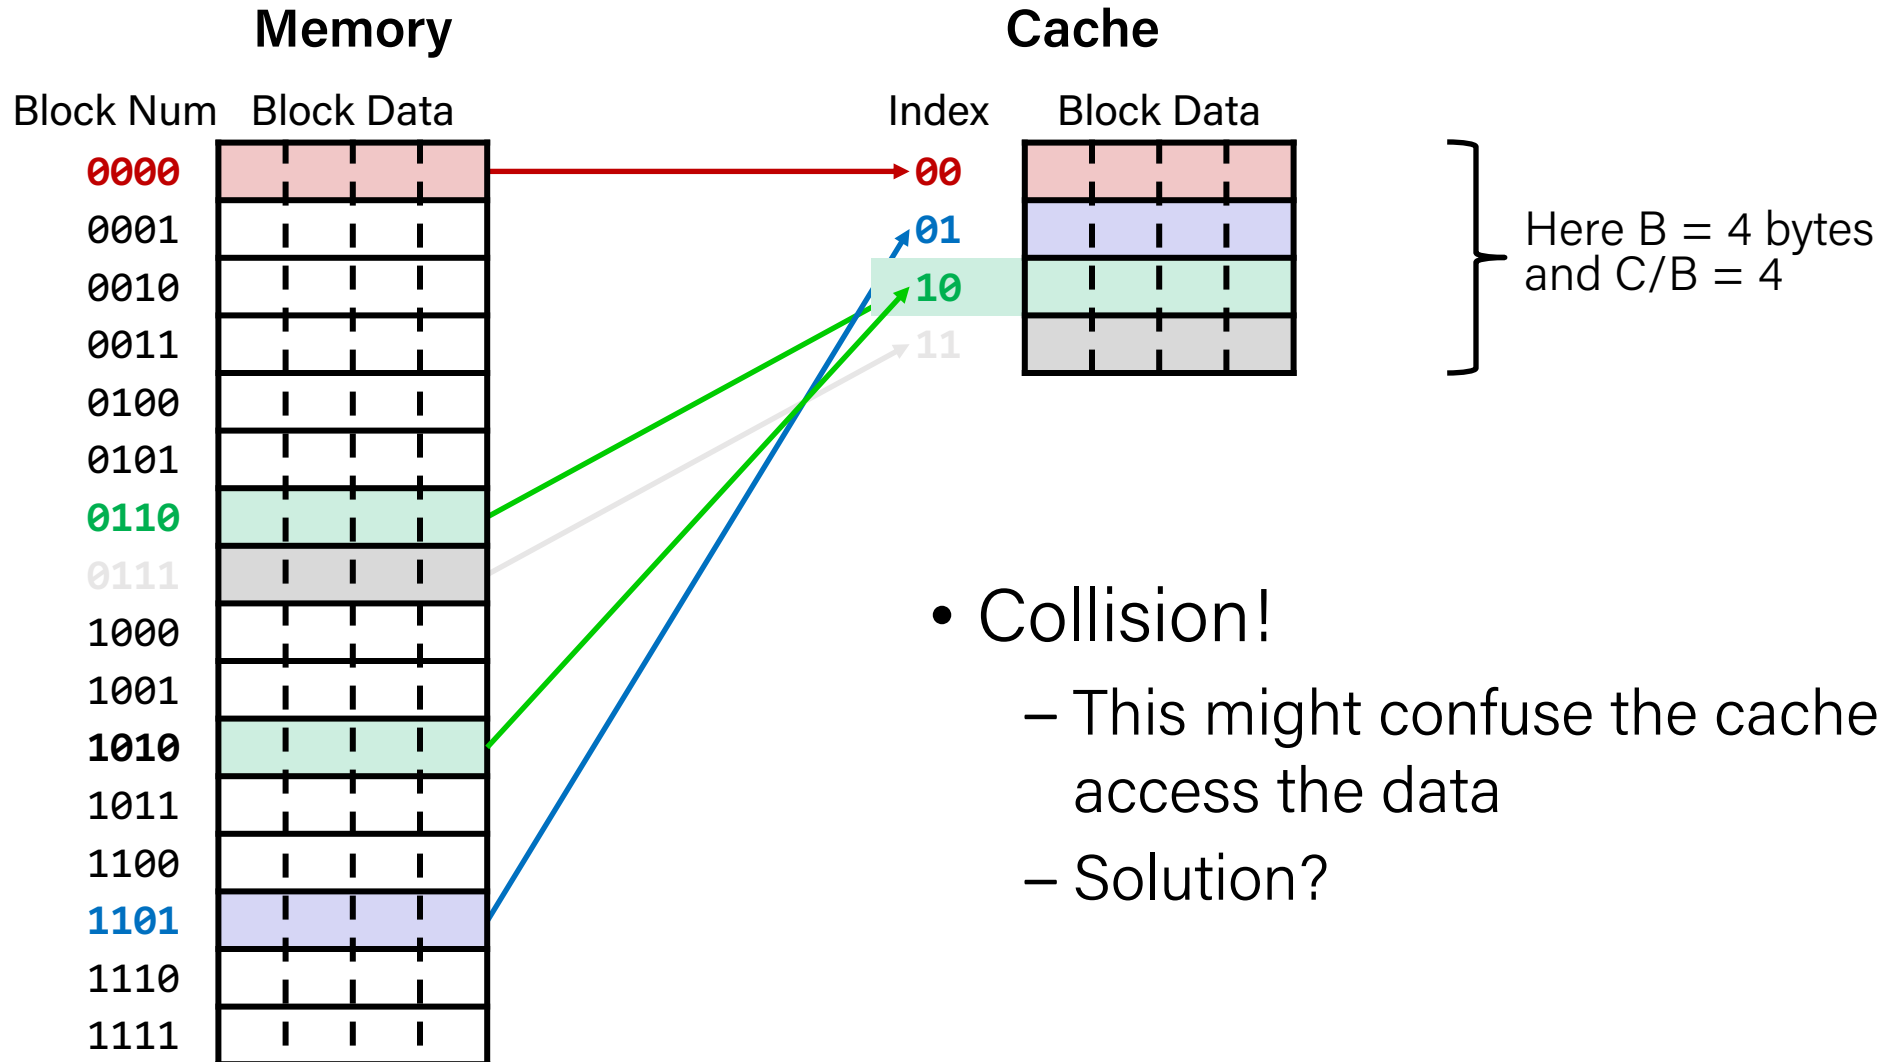 Memory Cache
Block Num Block Data Index Block Data
0000 00
0001 01
0010 10
0011 11
Here B = 4 bytes
and C/B = 4
0100
0101
0110
0111
1000
1001
1010
1011
1100
1101
1110
1111
• Collision!
– This might confuse the cache
access the data
– Solution?